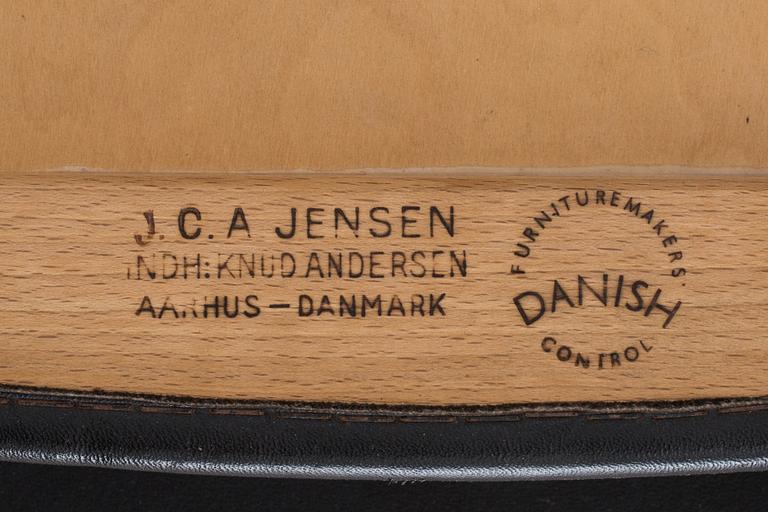 J.C.A JENSEN
INDH: KNUD ANDERSEN
AARHUS – DANMARK
FURNITUREMAKERS'
DANISH
CONTROL